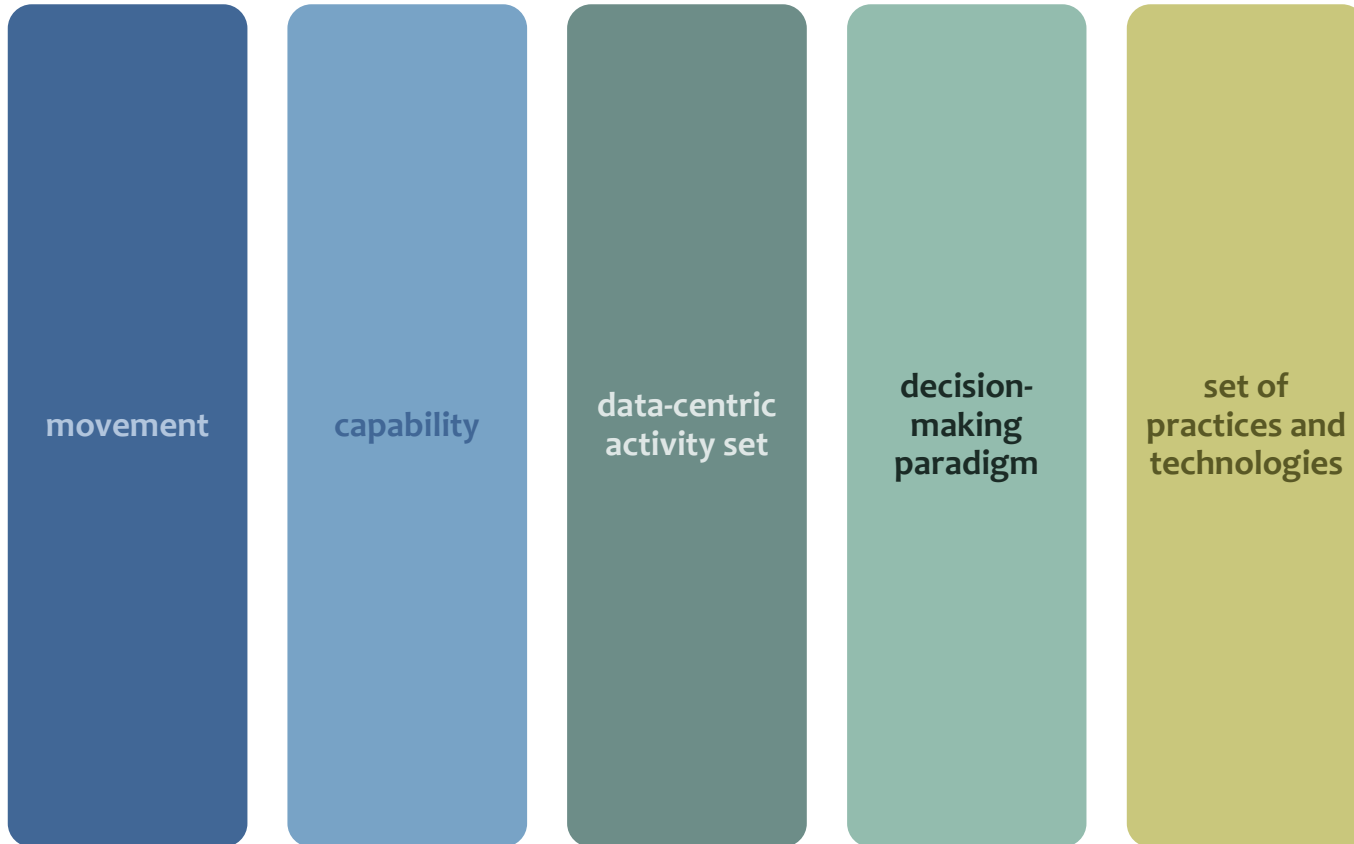 movement
capability
data-centric
activity set
decision-
making
paradigm
set of
practices and
technologies